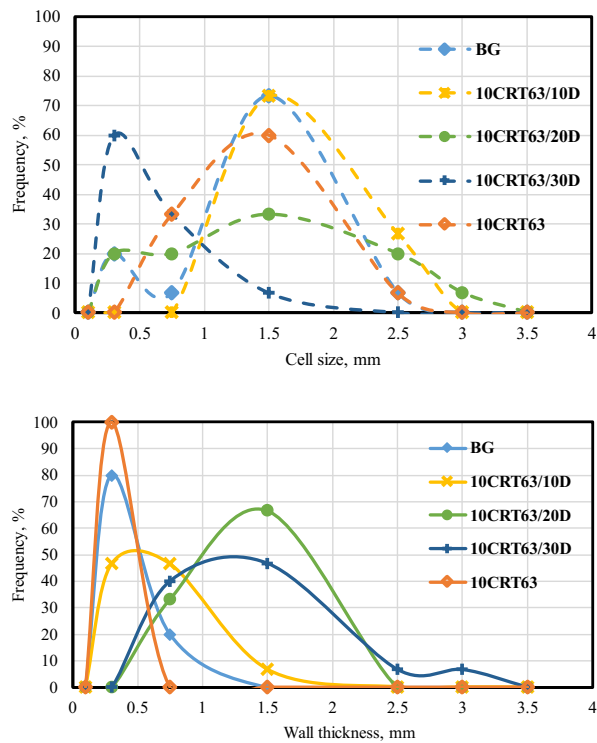 100
90
80
70
60
50
40
30
20
10
0
Frequency, %
BG
10CRT63/10D
10CRT63/20D
10CRT63/30D
10CRT63
0 0.5 1 1.5 2 2.5 3 3.5 4
Cell size, mm
100
90
80
70
60
50
40
30
20
10
0
Frequency, %
BG
10CRT63/10D
10CRT63/20D
10CRT63/30D
10CRT63
0 0.5 1 1.5 2 2.5 3 3.5 4
Wall thickness, mm